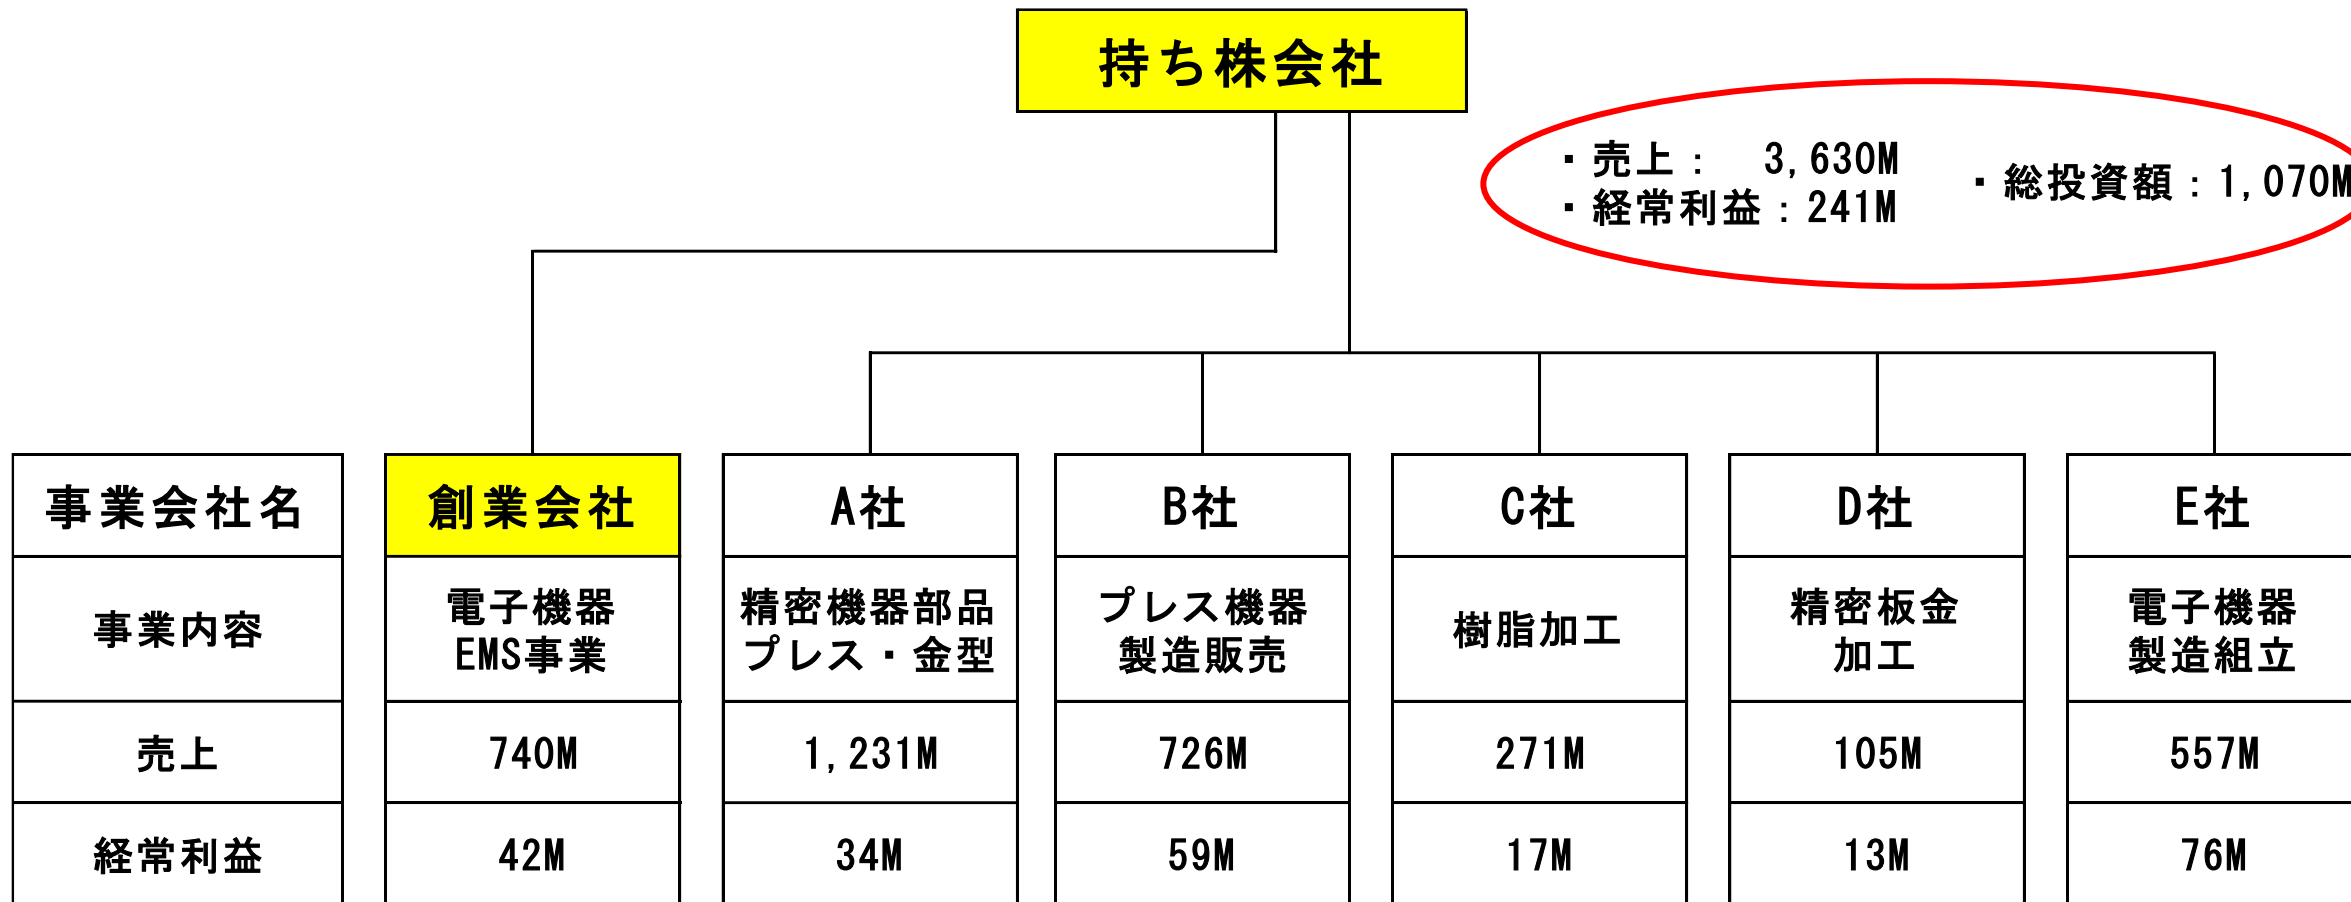 持ち株会社
・売上： 3,630M
・経常利益：241M
・総投資額：1,070M
事業会社名
創業会社
A社
B社
C社
D社
E社
事業内容
電子機器
EMS事業
精密機器部品
プレス・金型
プレス機器
製造販売
樹脂加工
精密板金
加工
電子機器
製造組立
売上
740M
1,231M
726M
271M
105M
557M
経常利益
42M
34M
59M
17M
13M
76M